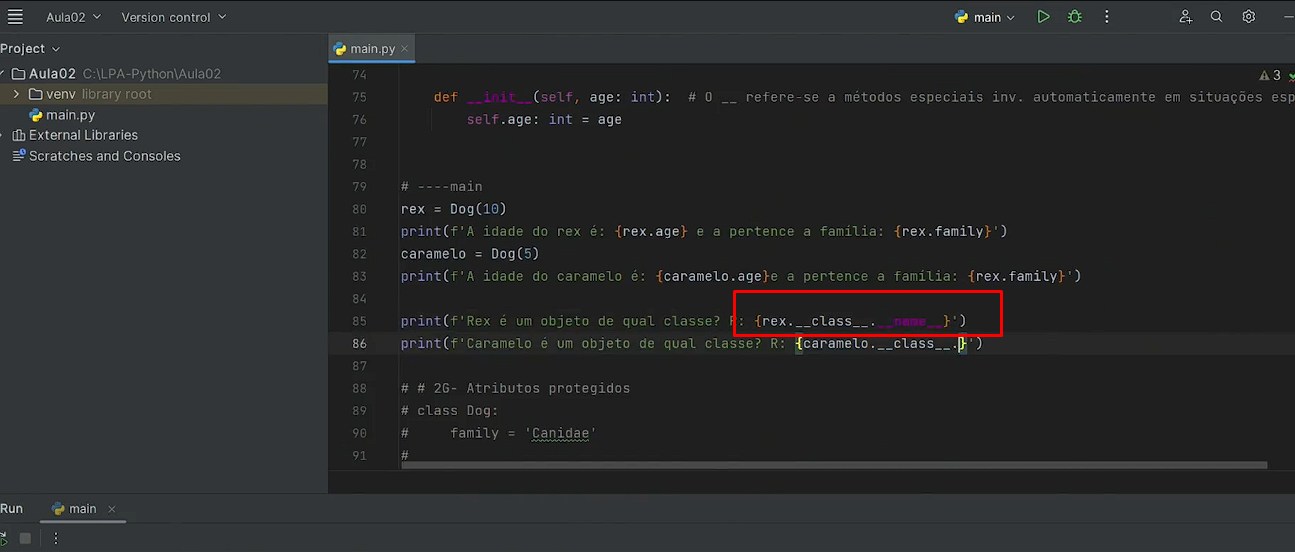 Aula02 Version control main
Project main.py
Aula02 C:\LPA-Python\Aula02
venv library root
main.py
External Libraries
Scratches and Consoles
3
74
75 def __init__(self, age: int): # O __ refere-se a métodos especiais inv. automaticamente em situações esp
76 self.age: int = age
77
78
79 # ----main
80 rex = Dog(10)
81 print(f'A idade do rex é: {rex.age} e a pertence a família: {rex.family}')
82 caramelo = Dog(5)
83 print(f'A idade do caramelo é: {caramelo.age}e a pertence a família: {rex.family}')
84
85 print(f'Rex é um objeto de qual classe? R: {rex.__class__.__name__}')
86 print(f'Caramelo é um objeto de qual classe? R: {caramelo.__class__.}')
87
88 # # 2G- Atributos protegidos
89 # class Dog:
90 # family = 'Canidae'
91 #
Run main